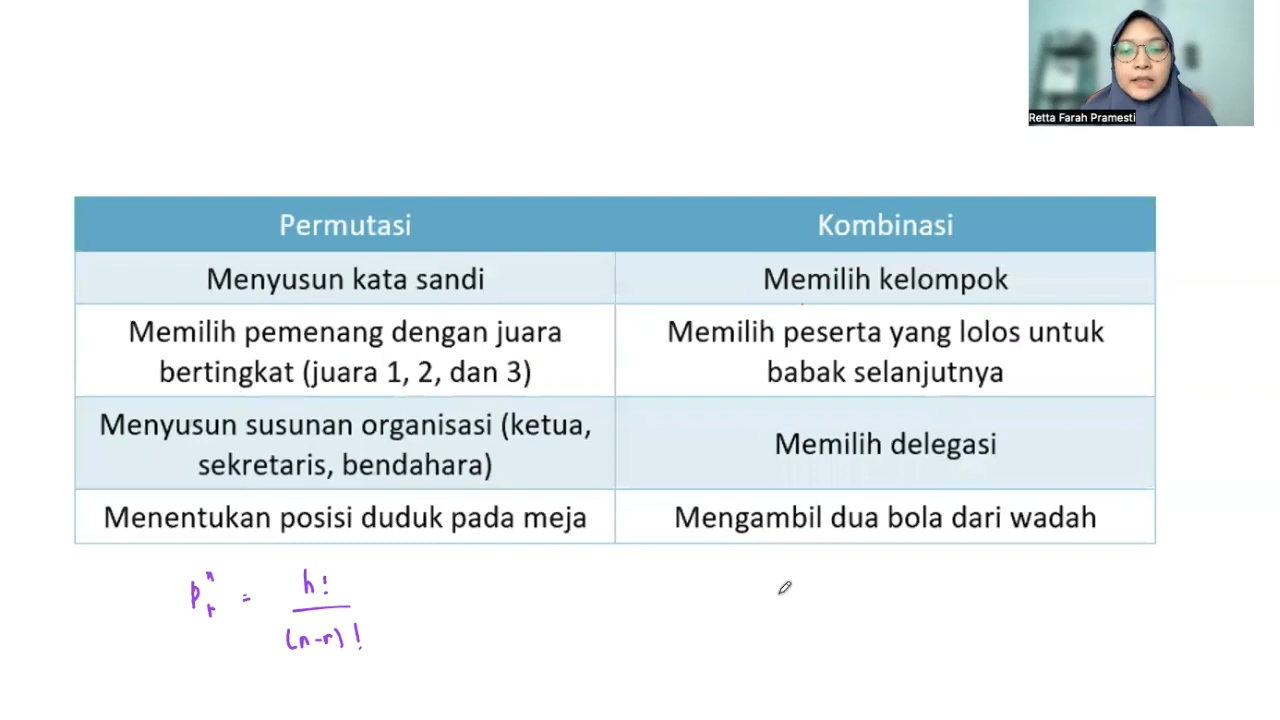 Retta Farah Pramesti
Permutasi
Kombinasi
Menyusun kata sandi
Memilih kelompok
Memilih pemenang dengan juara
bertingkat (juara 1, 2, dan 3)
Memilih peserta yang lolos untuk
babak selanjutnya
Menyusun susunan organisasi (ketua,
sekretaris, bendahara)
Memilih delegasi
Menentukan posisi duduk pada meja
Mengambil dua bola dari wadah
P^n_r = n! / (n-r)!